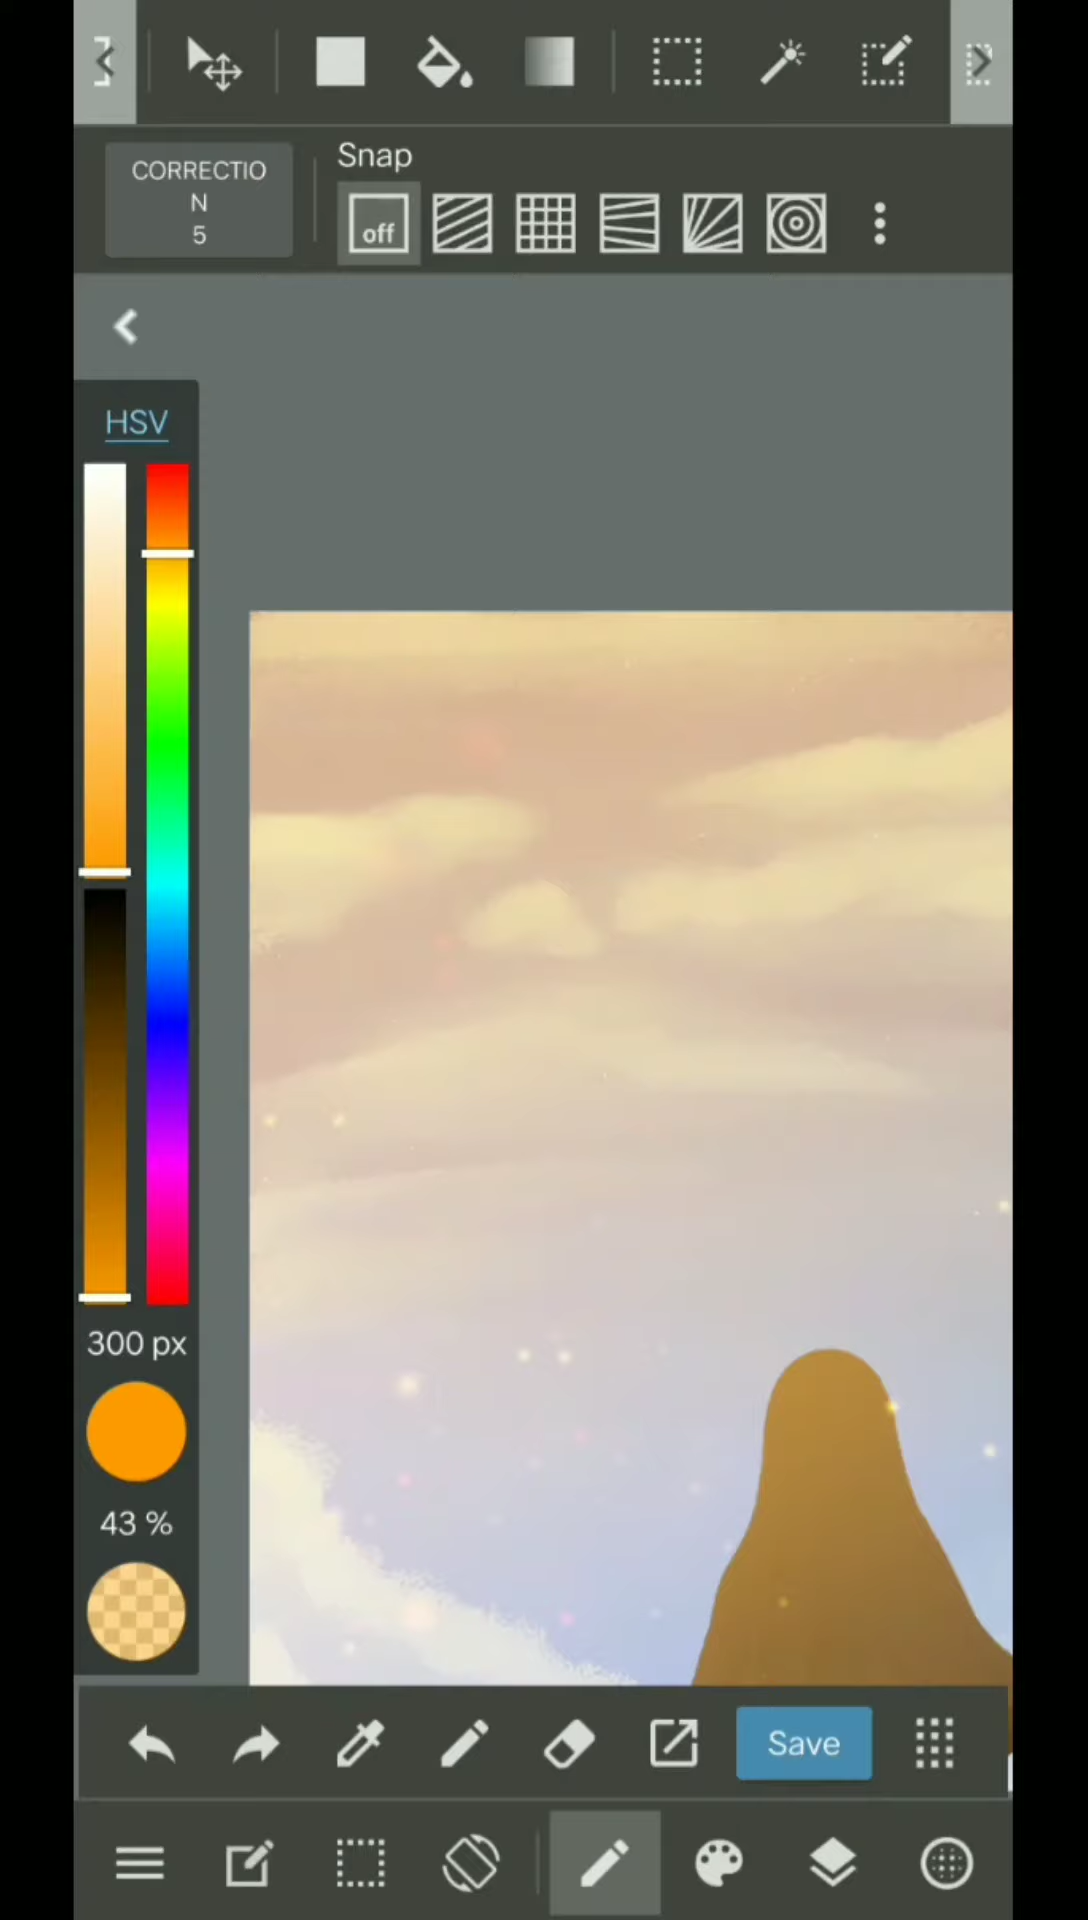 CORRECTIO
N
5
Snap
off
HSV
300 px
43 %
Save